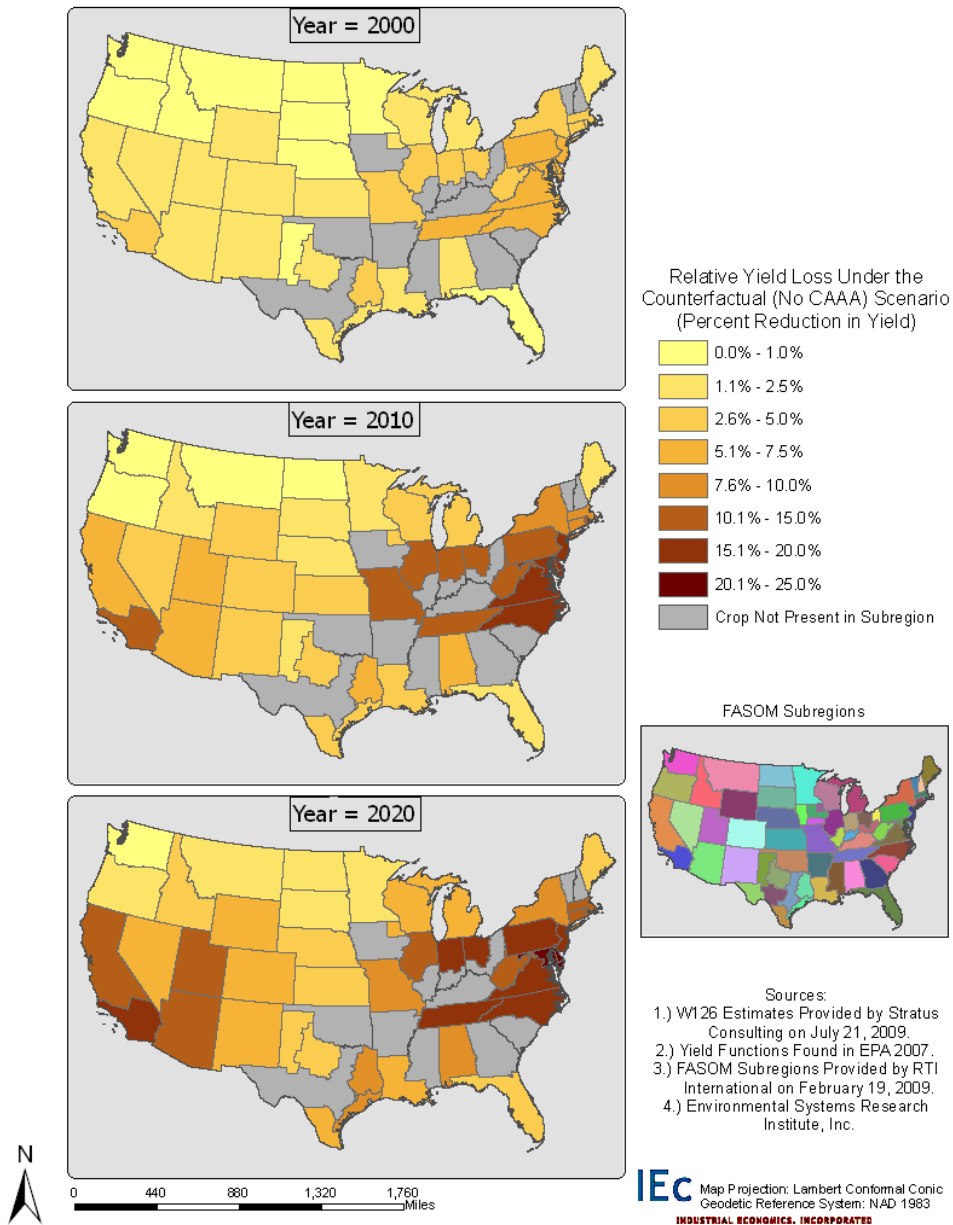 Year = 2000
Relative Yield Loss Under the
Counterfactual (No CAAA) Scenario
(Percent Reduction in Yield)
0.0% - 1.0%
1.1% - 2.5%
2.6% - 5.0%
5.1% - 7.5%
7.6% - 10.0%
10.1% - 15.0%
15.1% - 20.0%
20.1% - 25.0%
Crop Not Present in Subregion
Year = 2010
FASOM Subregions
Year = 2020
Sources:
1.) W126 Estimates Provided by Stratus
Consulting on July 21, 2009.
2.) Yield Functions Found in EPA 2007.
3.) FASOM Subregions Provided by RTI
International on February 19, 2009.
4.) Environmental Systems Research
Institute, Inc.
N
0 440 880 1,320 1,760
Miles
IEc
Map Projection: Lambert Conformal Conic
Geodetic Reference System: NAD 1983
INDUSTRIAL ECONOMICS, INCORPORATED